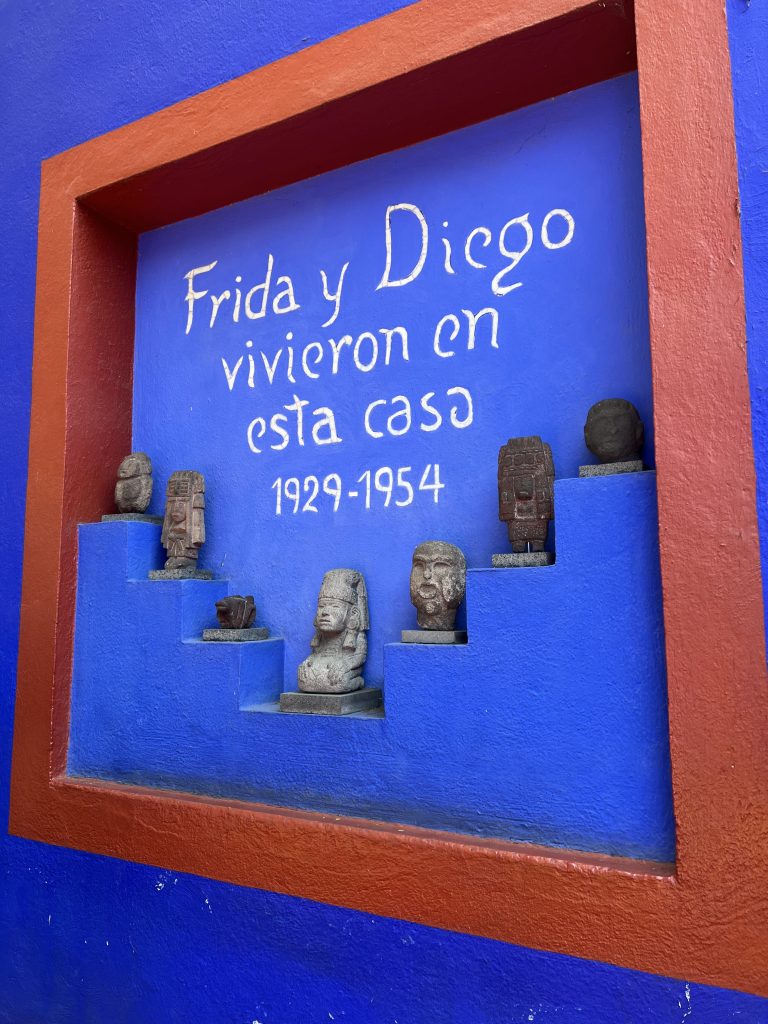 Frida y Diego
vivieron en
esta casa
1929-1954